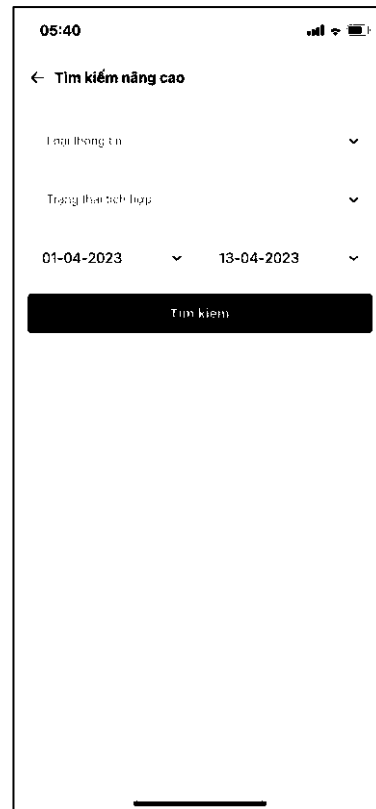 05:40
← Tìm kiếm nâng cao
Loại thông tin
Trạng thái tích hợp
01-04-2023 13-04-2023
Tìm kiếm